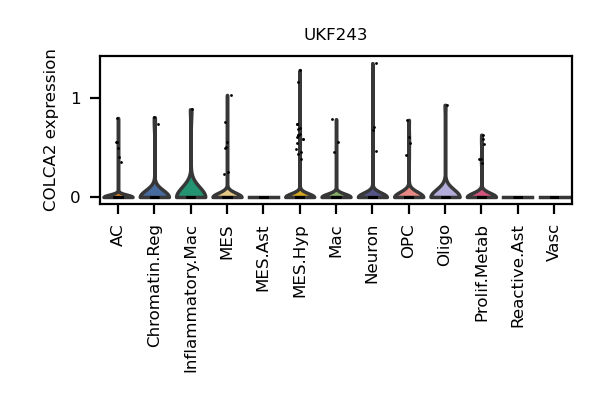 UKF243
COLCA2 expression
1
0
AC
Chromatin.Reg
Inflammatory.Mac
MES
MES.Ast
MES.Hyp
Mac
Neuron
OPC
Oligo
Prolif.Metab
Reactive.Ast
Vasc